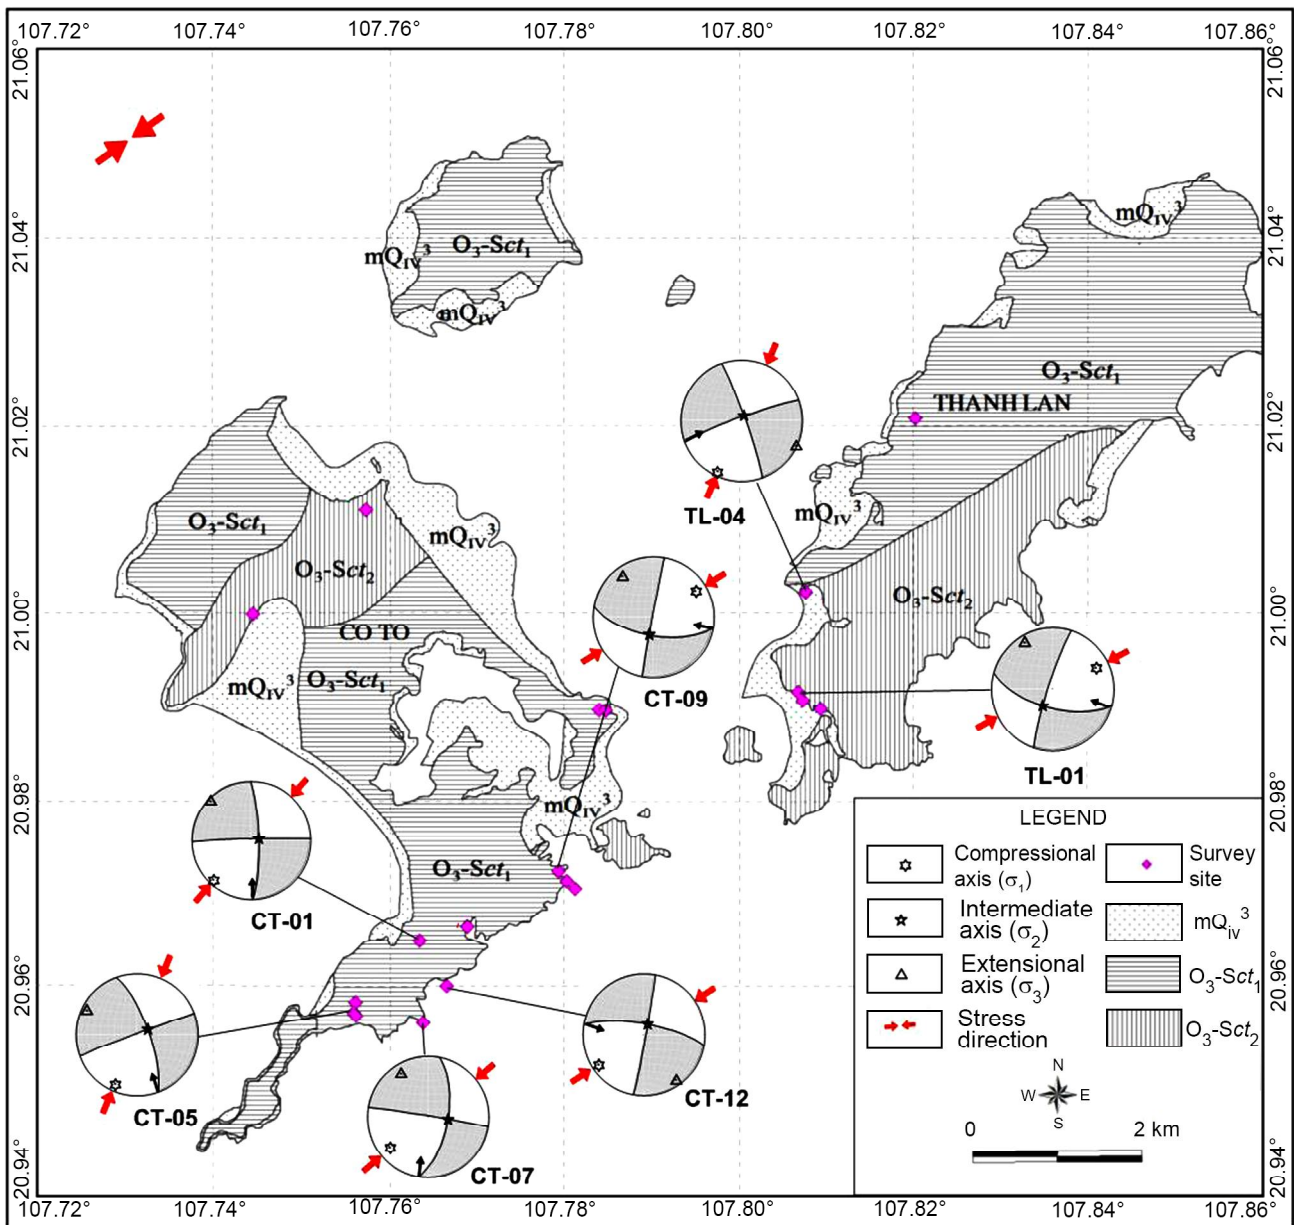 107.72° 107.74° 107.76° 107.78° 107.80° 107.82° 107.84° 107.86°
21.06° 21.06°
21.04° 21.04°
21.02° 21.02°
21.00° 21.00°
20.98° 20.98°
20.96° 20.96°
20.94° 20.94°
mQIV3
O3-Sct1
mQIV3
mQIV3
mQIV3
O3-Sct1
THANH LAN
TL-04
mQIV3
O3-Sct2
O3-Sct1
mQIV3
O3-Sct2
CO TO
mQIV3
O3-Sct1
CT-09
TL-01
mQIV3
O3-Sct1
CT-01
CT-05
CT-07
CT-12
LEGEND
Compressional
axis (σ1)
Survey
site
Intermediate
axis (σ2)
mQiv3
Extensional
axis (σ3)
O3-Sct1
Stress
direction
O3-Sct2
N
W E
S
0 2 km
107.72° 107.74° 107.76° 107.78° 107.80° 107.82° 107.84° 107.86°